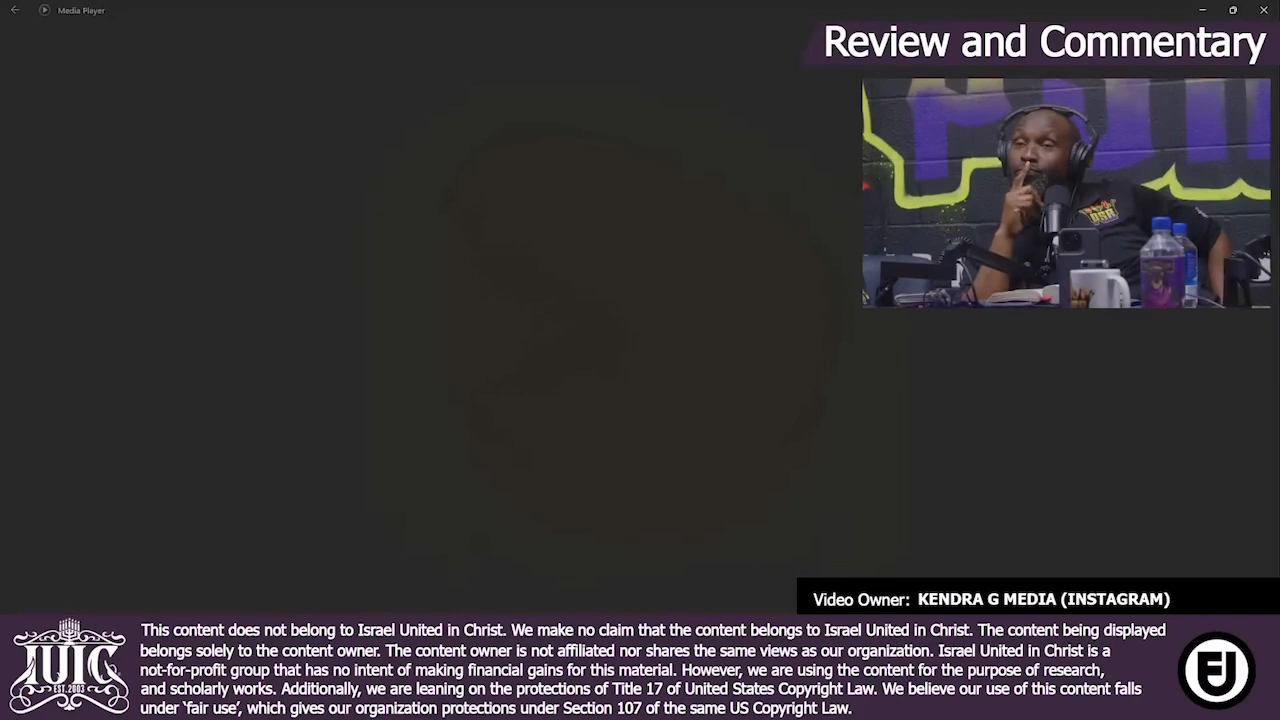 Media Player
Review and Commentary
Video Owner: KENDRA G MEDIA (INSTAGRAM)
This content does not belong to Israel United in Christ. We make no claim that the content belongs to Israel United in Christ. The content being displayed
belongs solely to the content owner. The content owner is not affiliated nor shares the same views as our organization. Israel United in Christ is a
not-for-profit group that has no intent of making financial gains for this material. However, we are using the content for the purpose of research,
and scholarly works. Additionally, we are leaning on the protections of Title 17 of United States Copyright Law. We believe our use of this content falls
under ‘fair use’, which gives our organization protections under Section 107 of the same US Copyright Law.
IUIC
EST.2003